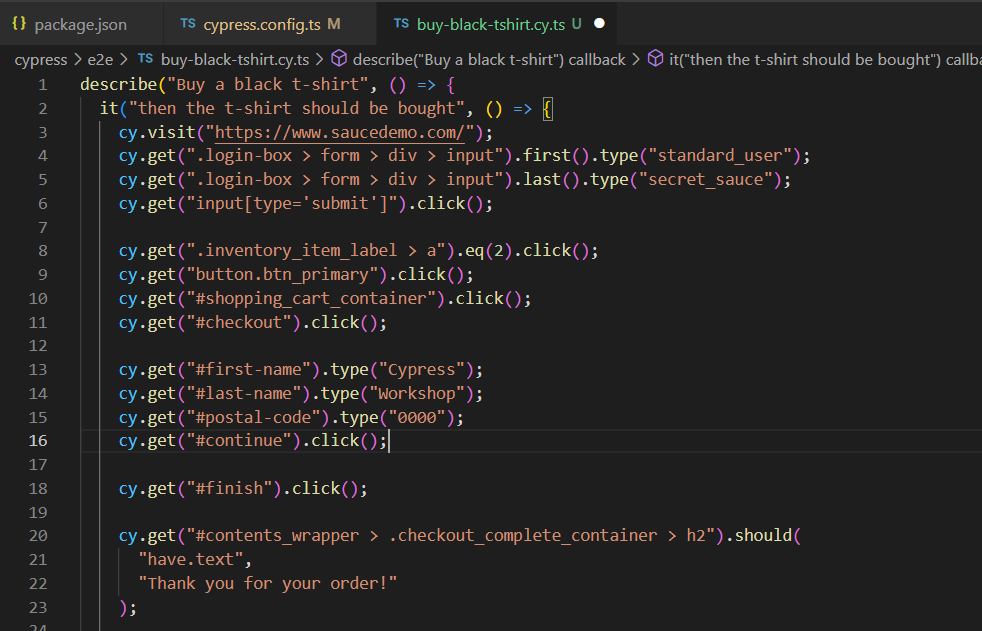 {} package.json TS cypress.config.ts M TS buy-black-tshirt.cy.ts U
cypress > e2e > TS buy-black-tshirt.cy.ts > describe("Buy a black t-shirt") callback > it("then the t-shirt should be bought") callba
1 describe("Buy a black t-shirt", () => {
2 it("then the t-shirt should be bought", () => {
3 cy.visit("https://www.saucedemo.com/");
4 cy.get(".login-box > form > div > input").first().type("standard_user");
5 cy.get(".login-box > form > div > input").last().type("secret_sauce");
6 cy.get("input[type='submit']").click();
7
8 cy.get(".inventory_item_label > a").eq(2).click();
9 cy.get("button.btn_primary").click();
10 cy.get("#shopping_cart_container").click();
11 cy.get("#checkout").click();
12
13 cy.get("#first-name").type("Cypress");
14 cy.get("#last-name").type("Workshop");
15 cy.get("#postal-code").type("0000");
16 cy.get("#continue").click();
17
18 cy.get("#finish").click();
19
20 cy.get("#contents_wrapper > .checkout_complete_container > h2").should(
21 "have.text",
22 "Thank you for your order!"
23 );
24